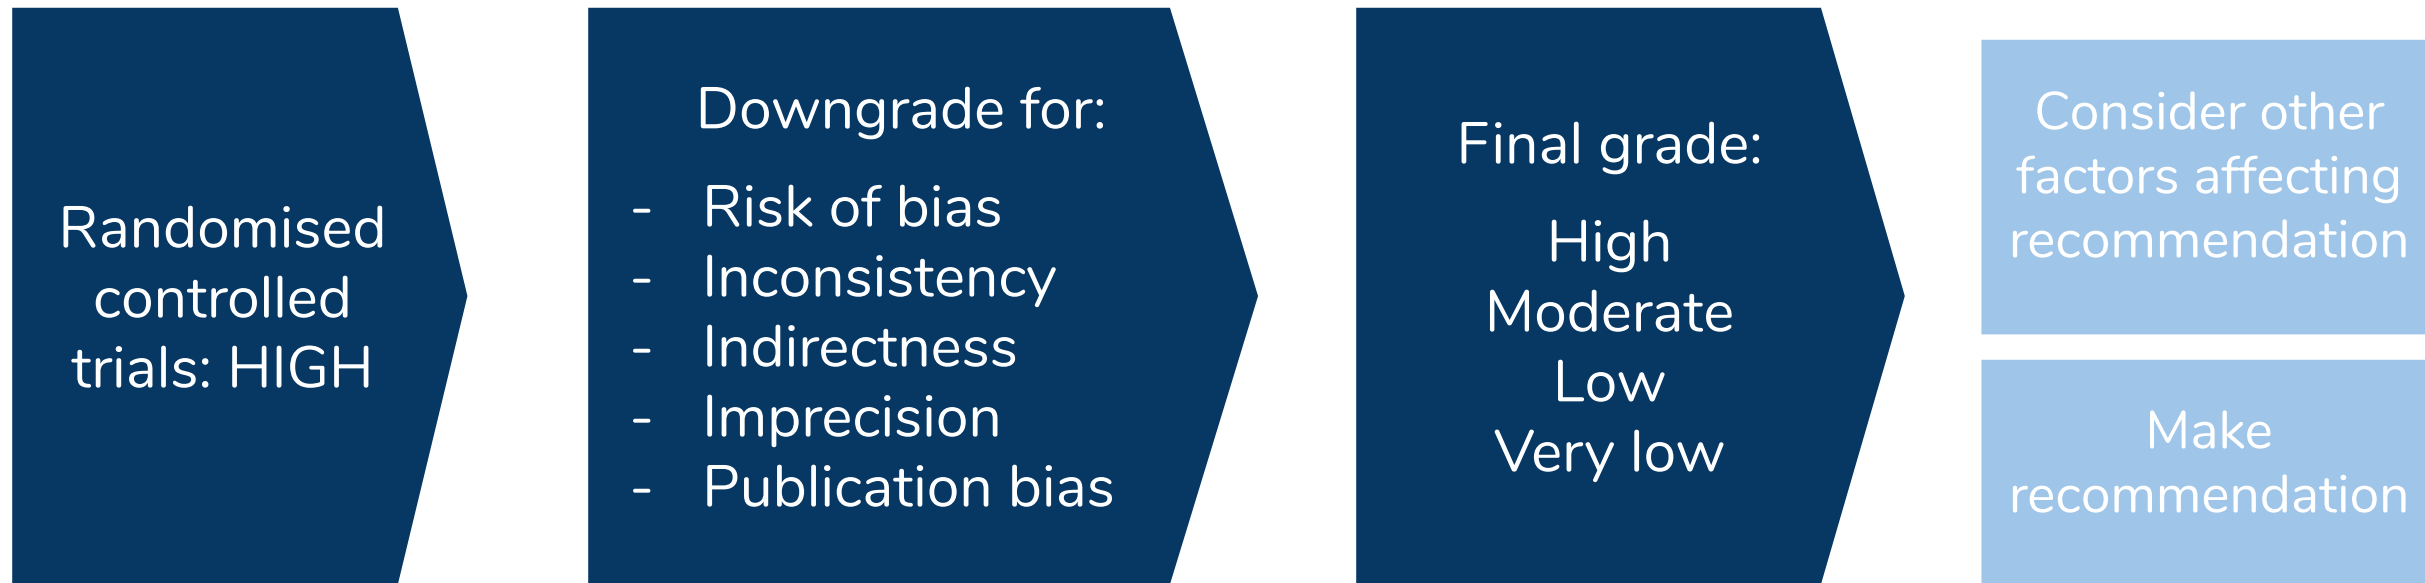 Randomised
controlled
trials: HIGH
Downgrade for:
- Risk of bias
- Inconsistency
- Indirectness
- Imprecision
- Publication bias
Final grade:
High
Moderate
Low
Very low
Consider other
factors affecting
recommendation
Make
recommendation